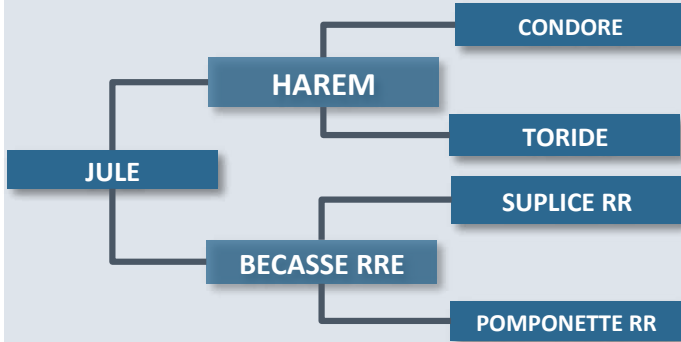 CONDORE
HAREM
TORIDE
JULE
SUPLICE RR
BECASSE RRE
POMPONETTE RR